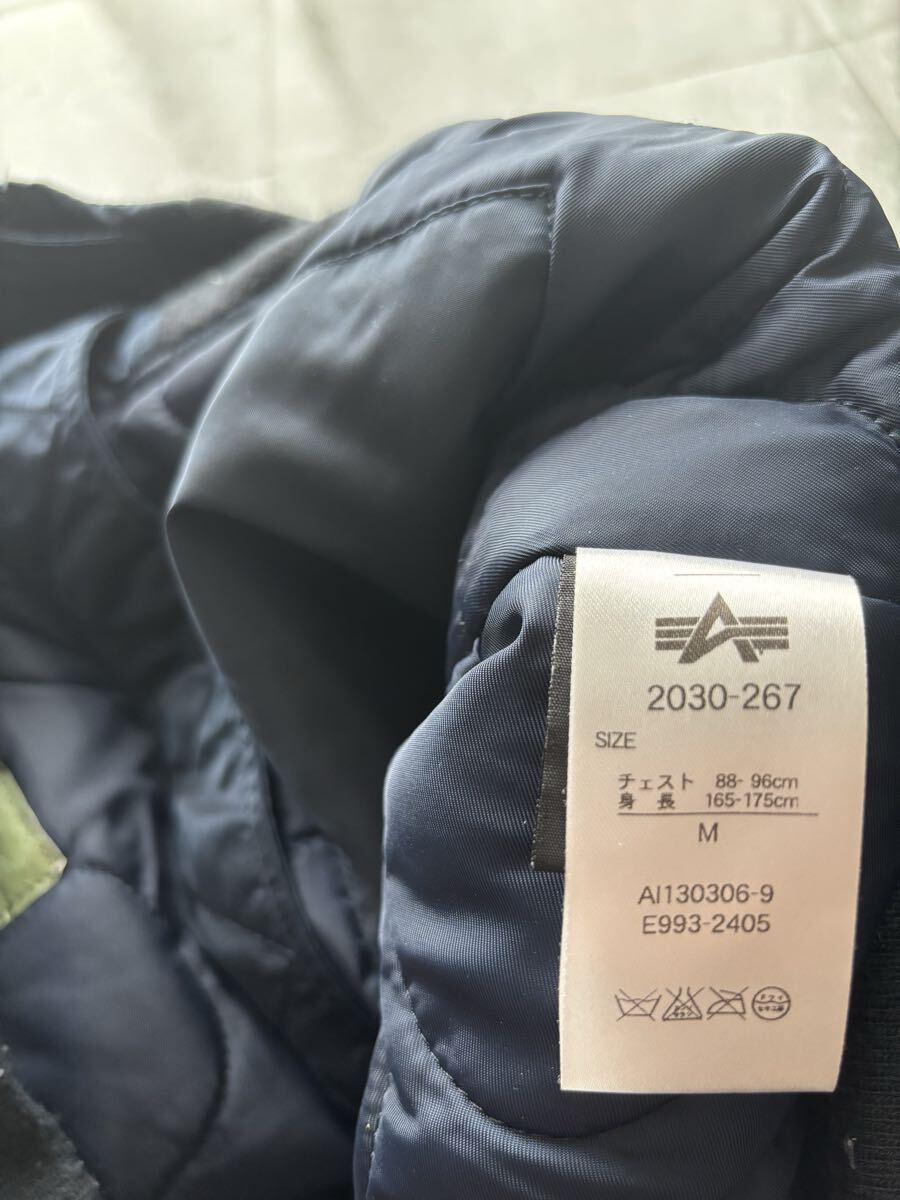 2030-267
SIZE
チェスト 88-96cm
身 長 165-175cm
M
AI130306-9
E993-2405